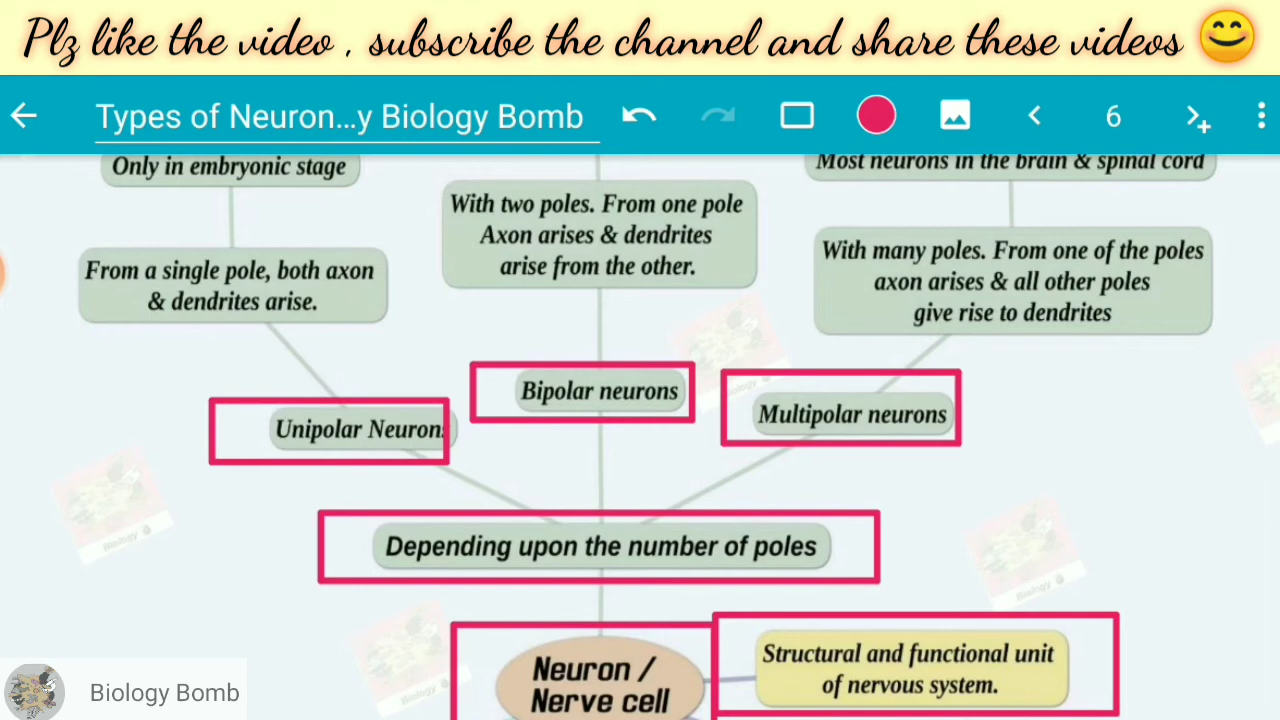 Plz like the video , subscribe the channel and share these videos 😊
Types of Neuron...y Biology Bomb
6
Only in embryonic stage
Most neurons in the brain & spinal cord
With two poles. From one pole
Axon arises & dendrites
arise from the other.
From a single pole, both axon
& dendrites arise.
With many poles. From one of the poles
axon arises & all other poles
give rise to dendrites
Bipolar neurons
Multipolar neurons
Unipolar Neurons
Depending upon the number of poles
Neuron /
Nerve cell
Structural and functional unit
of nervous system.
Biology Bomb